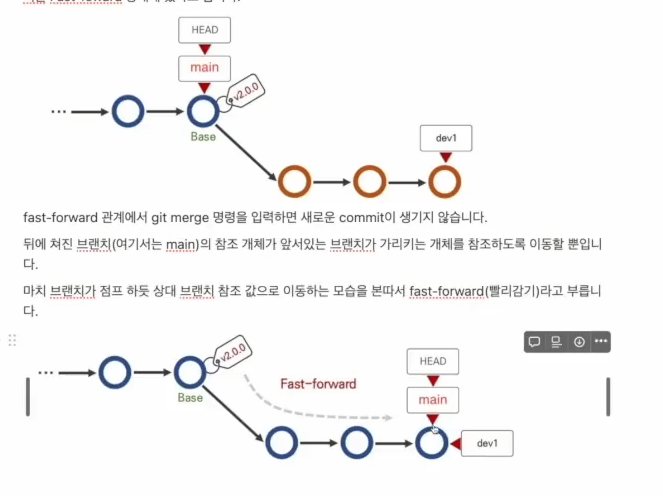 HEAD
main
v2.0.0
...
Base
dev1
fast-forward 관계에서 git merge 명령을 입력하면 새로운 commit이 생기지 않습니다.
뒤에 쳐진 브랜치(여기서는 main)의 참조 개체가 앞서있는 브랜치가 가리키는 개체를 참조하도록 이동할 뿐입니
다.
마치 브랜치가 점프 하듯 상대 브랜치 참조 값으로 이동하는 모습을 본따서 fast-forward(빨리감기)라고 부릅니
다.
v2.0.0
HEAD
Fast-forward
main
...
Base
dev1